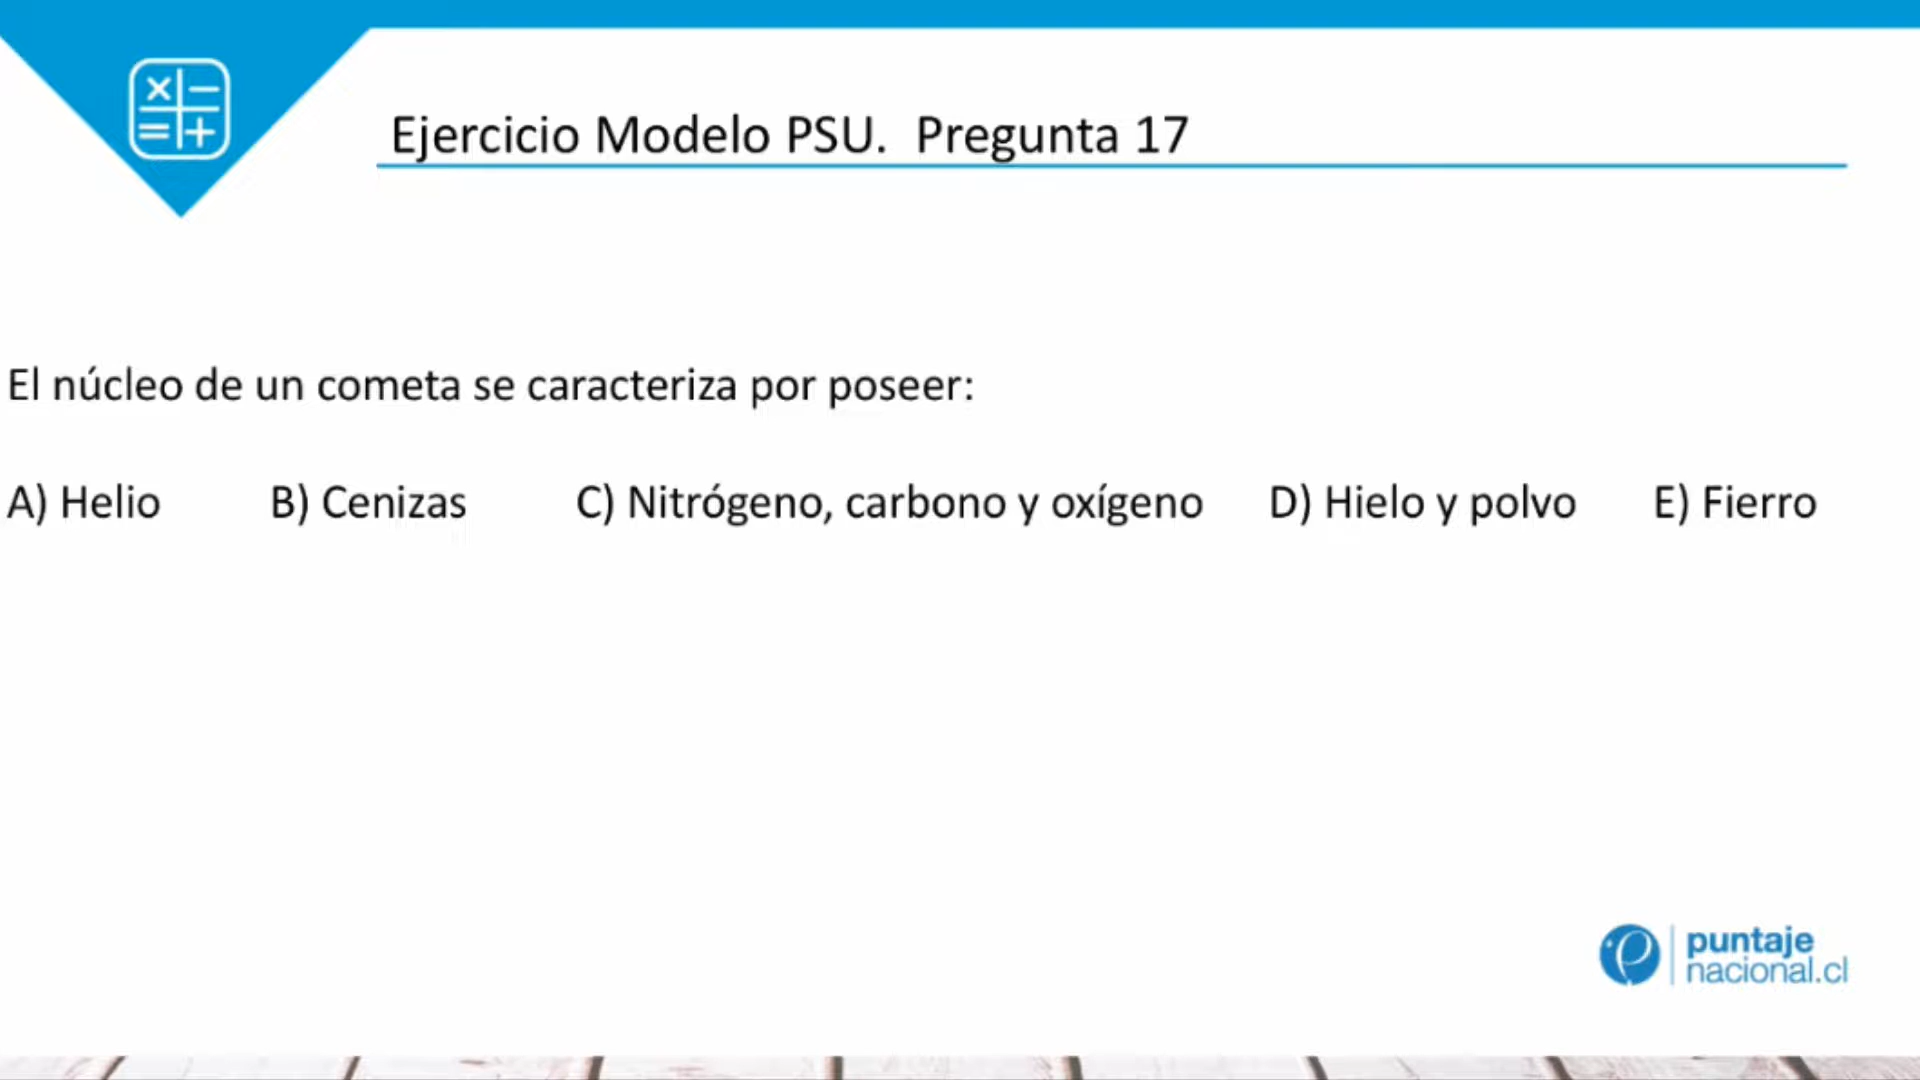 Ejercicio Modelo PSU.  Pregunta 17
El núcleo de un cometa se caracteriza por poseer:
A) Helio B) Cenizas C) Nitrógeno, carbono y oxígeno D) Hielo y polvo E) Fierro
puntaje
nacional.cl